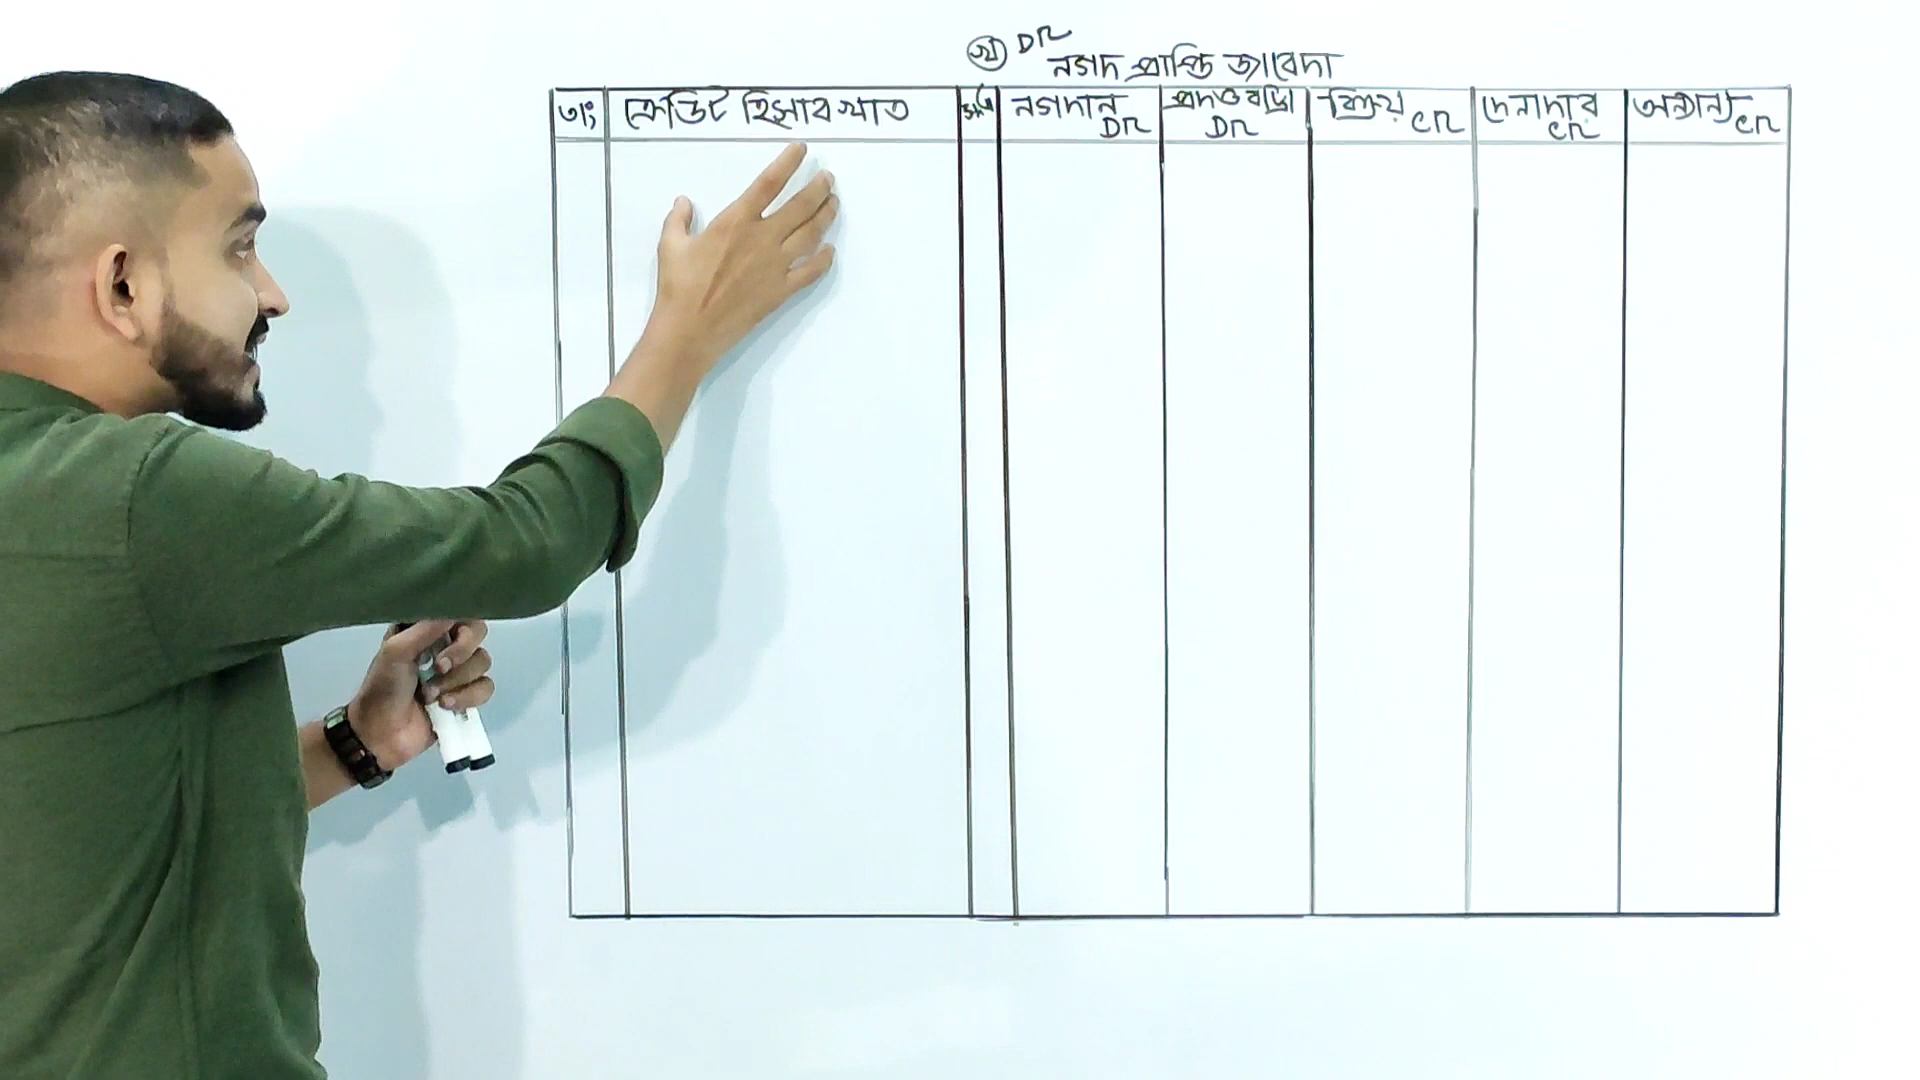 খ DR
নগদ প্রাপ্তি জাবেদা
তাং ক্রেডিট হিসাব খাত সূত্র নগদান DR প্রদত্ত বাট্টা DR বিক্রয় CR দেনাদার CR অন্যান্য CR